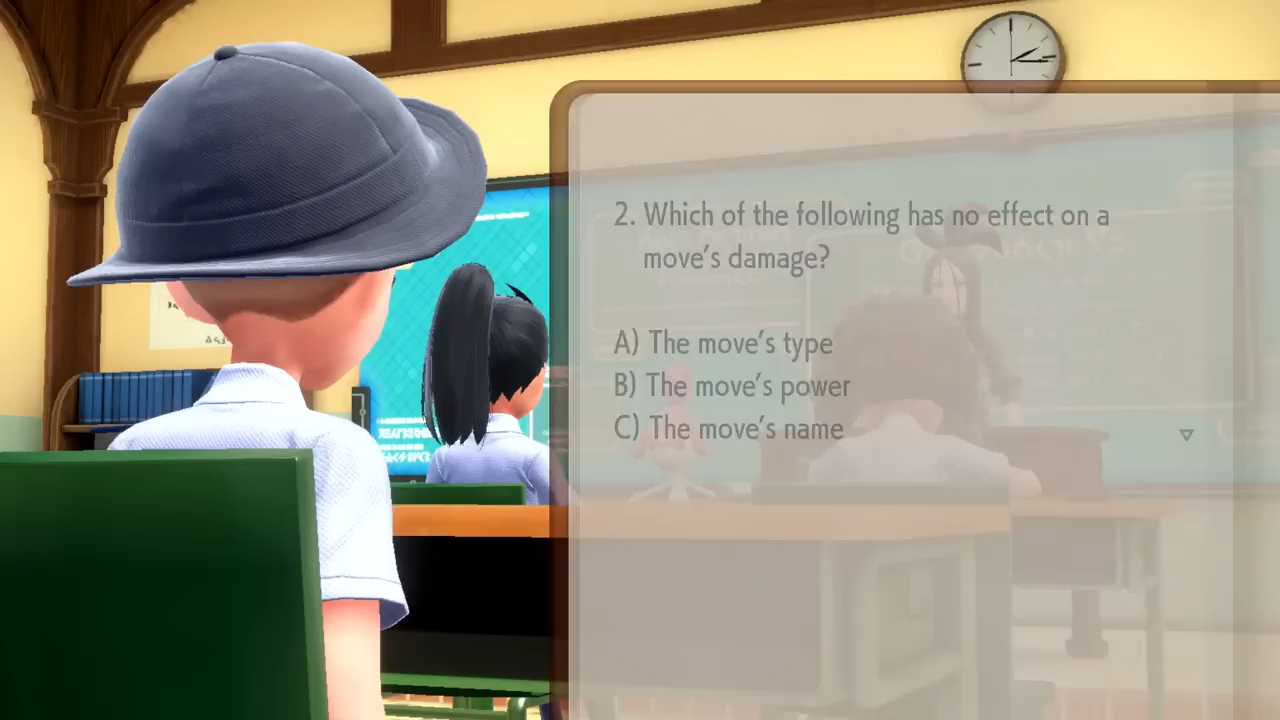 2. Which of the following has no effect on a
move's damage?
A) The move's type
B) The move's power
C) The move's name